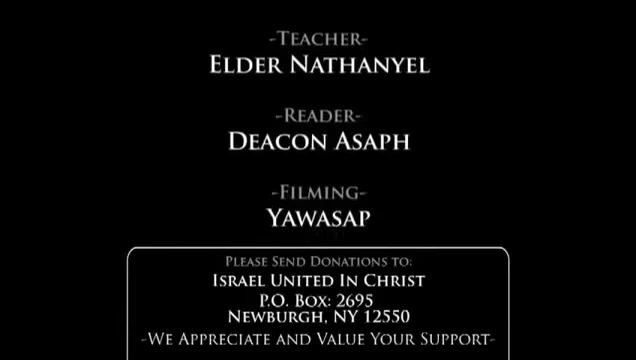 -Teacher-
Elder Nathanyel
-Reader-
Deacon Asaph
-Filming-
Yawasap
Please Send Donations to:
Israel United In Christ
P.O. Box: 2695
Newburgh, NY 12550
-We Appreciate and Value Your Support-